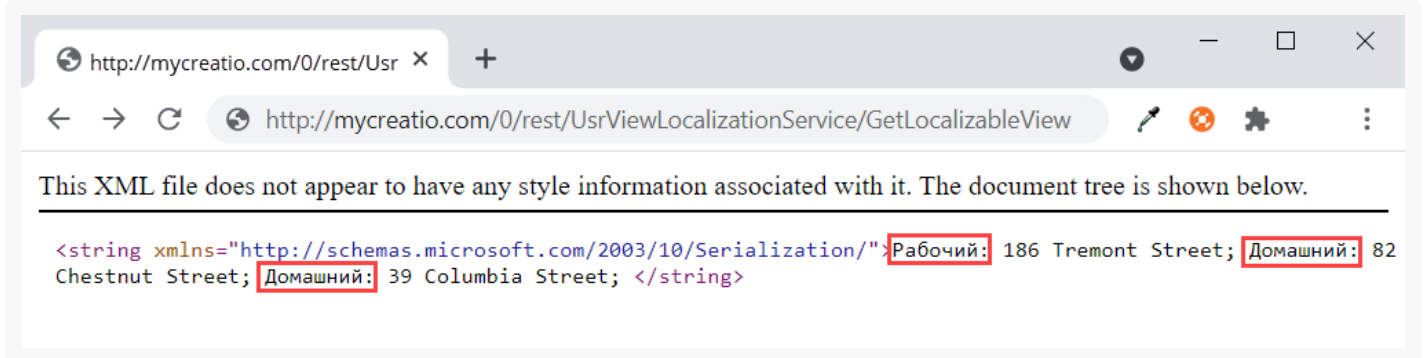 http://mycreatio.com/0/rest/Usr
http://mycreatio.com/0/rest/UsrViewLocalizationService/GetLocalizableView
This XML file does not appear to have any style information associated with it. The document tree is shown below.
<string xmlns="http://schemas.microsoft.com/2003/10/Serialization/">Рабочий: 186 Tremont Street; Домашний: 82
Chestnut Street; Домашний: 39 Columbia Street; </string>